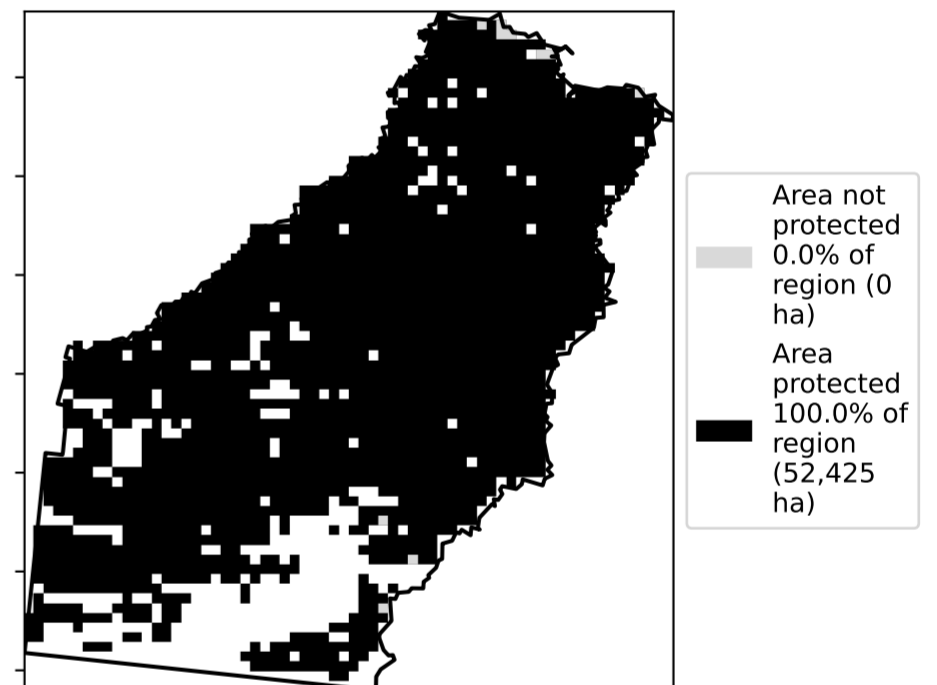 Area not
protected
0.0% of
region (0
ha)
Area
protected
100.0% of
region
(52,425
ha)